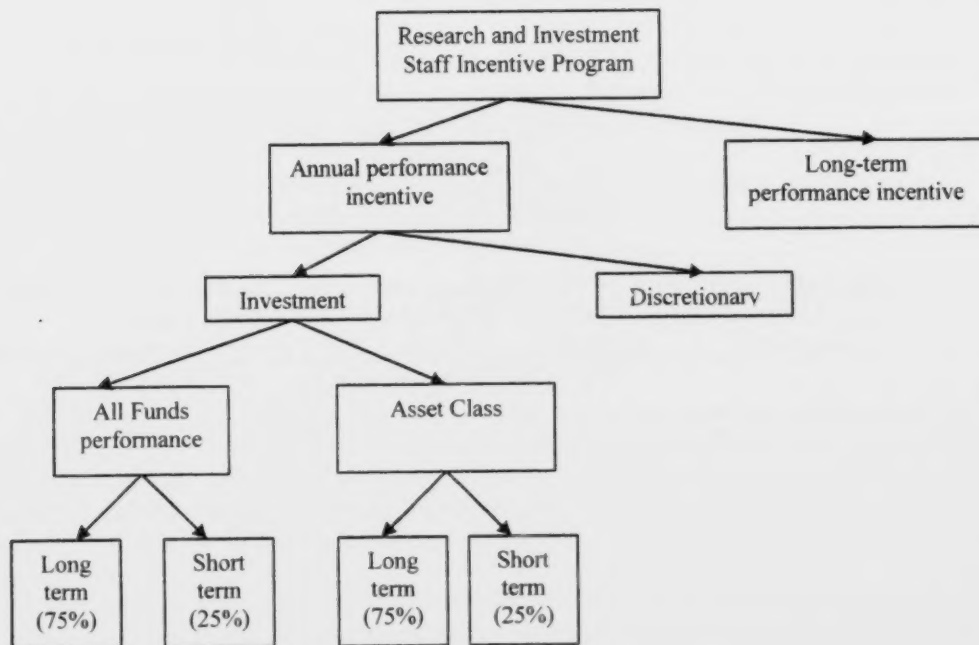 Research and Investment
Staff Incentive Program
Annual performance
incentive
Long-term
performance incentive
Investment
Discretionary
All Funds
performance
Asset Class
Long
term
(75%)
Short
term
(25%)
Long
term
(75%)
Short
term
(25%)